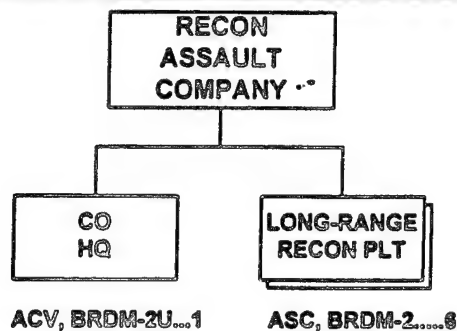 RECON
ASSAULT
COMPANY
CO
HQ
LONG-RANGE
RECON PLT
ACV, BRDM-2U...1
ASC, BRDM-2.....6